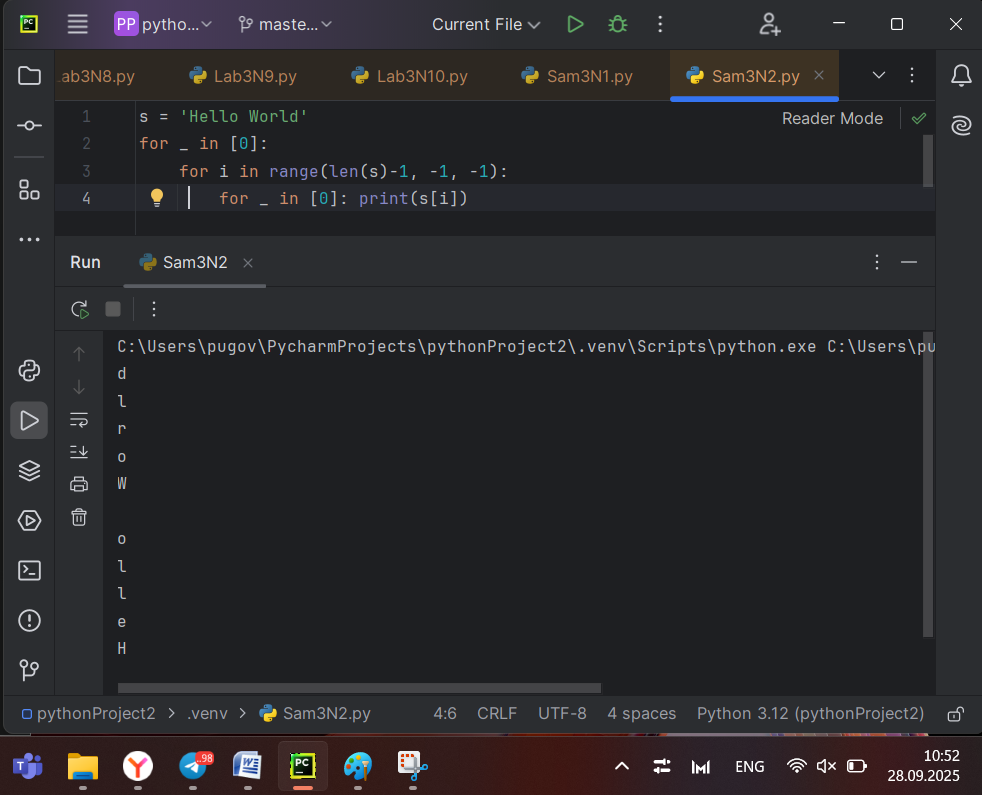 PC PP pytho... maste... Current File
ab3N8.py Lab3N9.py Lab3N10.py Sam3N1.py Sam3N2.py
1 s = 'Hello World'
Reader Mode
2 for _ in [0]:
3 for i in range(len(s)-1, -1, -1):
4 for _ in [0]: print(s[i])
Run Sam3N2
C:\Users\pugov\PycharmProjects\pythonProject2\.venv\Scripts\python.exe C:\Users\pu
d
l
r
o
W
o
l
l
e
H
pythonProject2 > .venv > Sam3N2.py 4:6 CRLF UTF-8 4 spaces Python 3.12 (pythonProject2)
T Y ..98 W PC ENG 10:52
28.09.2025